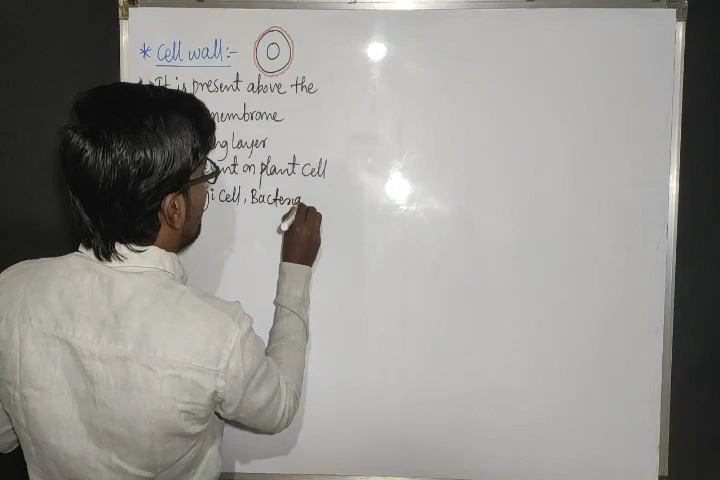 * Cell wall:-
It is present above the
membrane
layer
on plant cell
cell, Bacteria